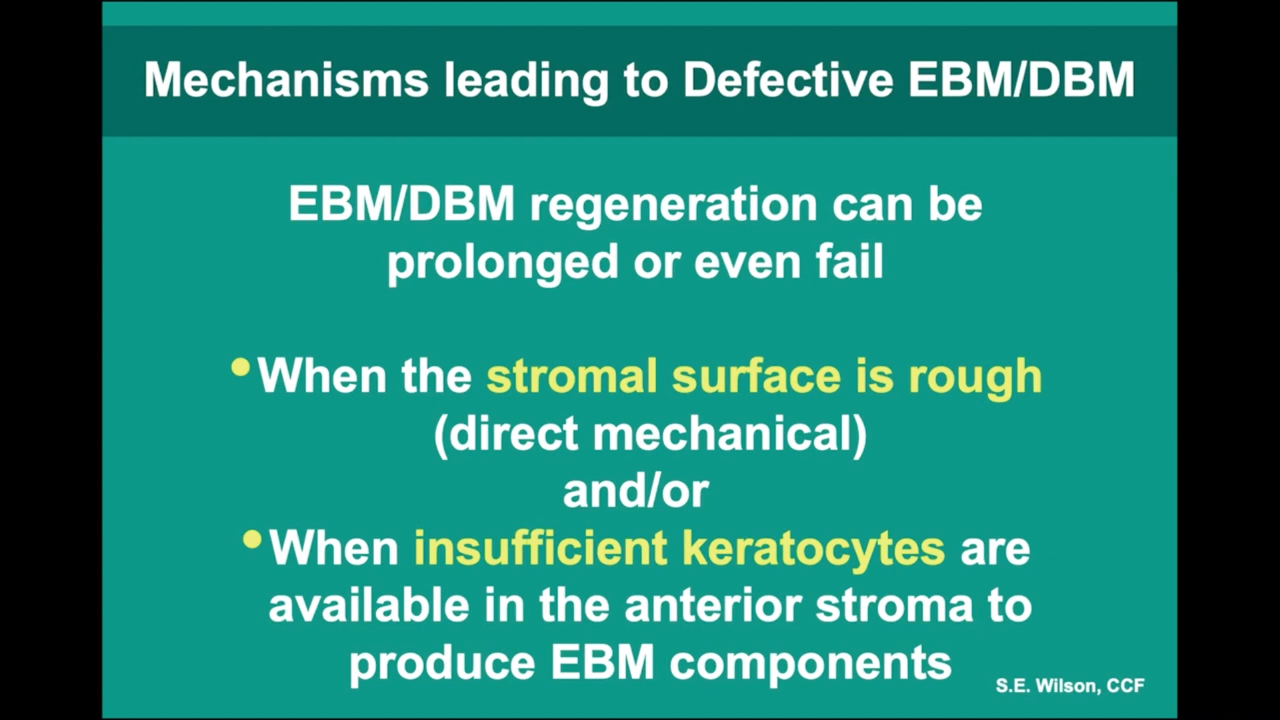 Mechanisms leading to Defective EBM/DBM
EBM/DBM regeneration can be
prolonged or even fail
•When the stromal surface is rough
(direct mechanical)
and/or
•When insufficient keratocytes are
available in the anterior stroma to
produce EBM components
S.E. Wilson, CCF